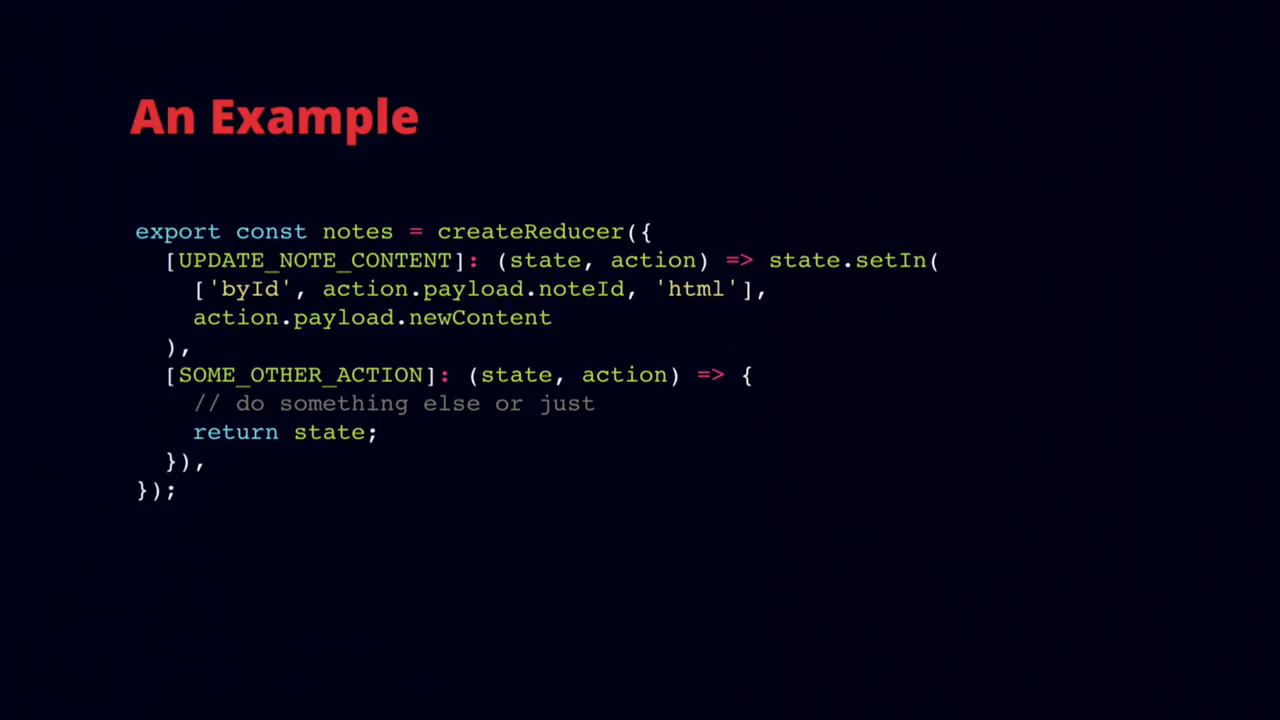 An Example
export const notes = createReducer({
  [UPDATE_NOTE_CONTENT]: (state, action) => state.setIn(
    ['byId', action.payload.noteId, 'html'],
    action.payload.newContent
  ),
  [SOME_OTHER_ACTION]: (state, action) => {
    // do something else or just
    return state;
  }),
});